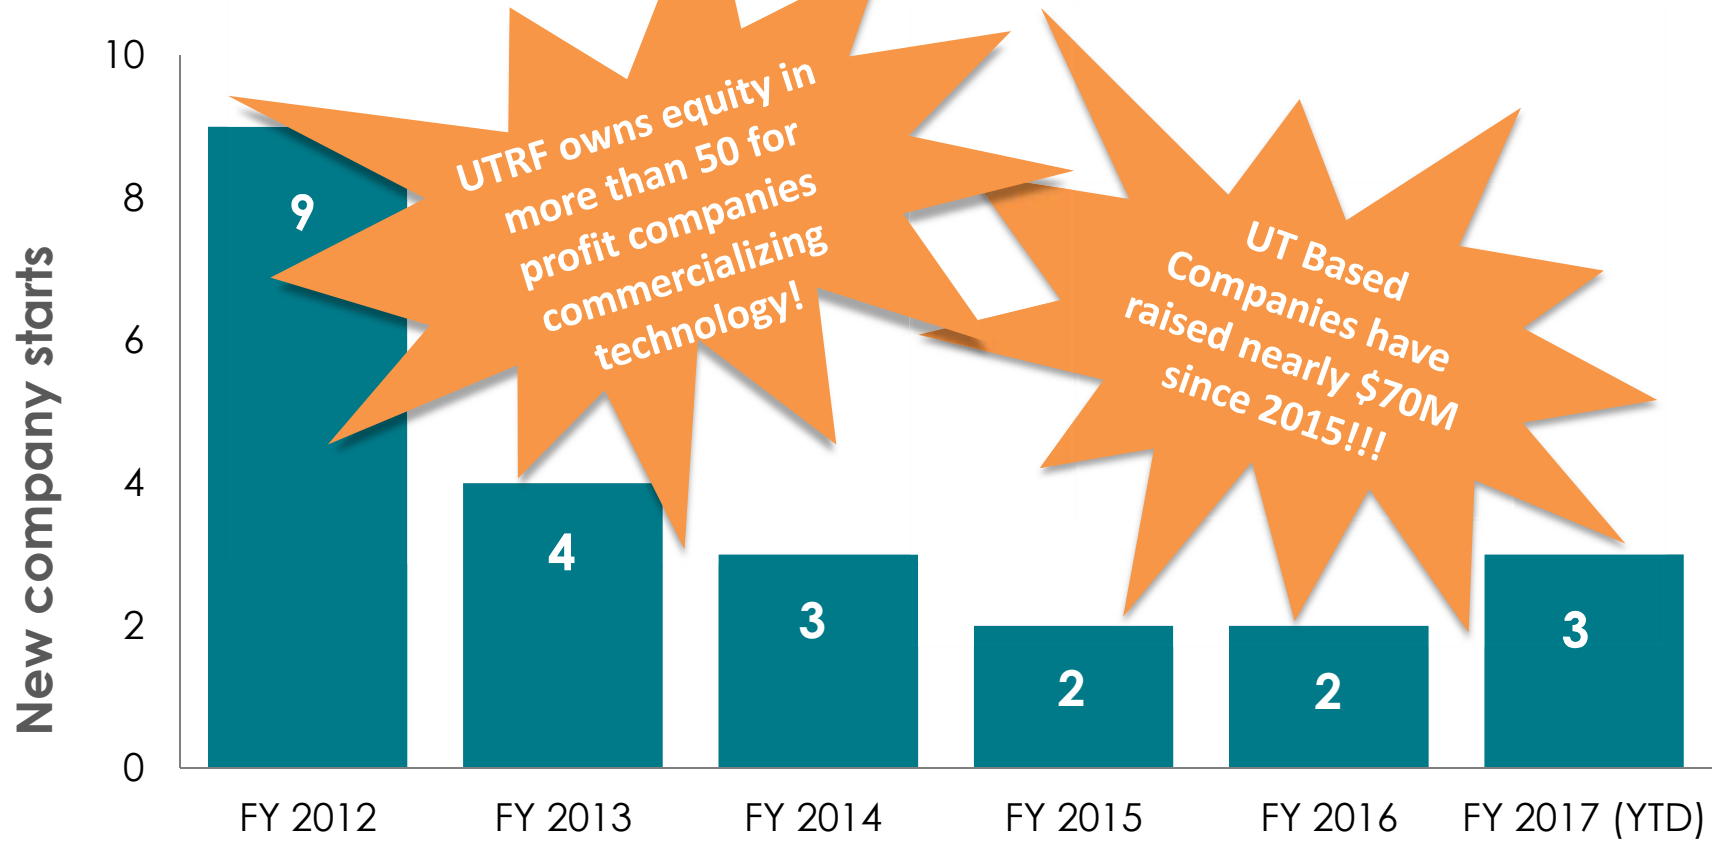 New company starts
10
8
6
4
2
0
UTRF owns equity in
more than 50 for
profit companies
commercializing
technology!
UT Based
Companies have
raised nearly $70M
since 2015!!!
9
4
3
2
2
3
FY 2012
FY 2013
FY 2014
FY 2015
FY 2016
FY 2017 (YTD)